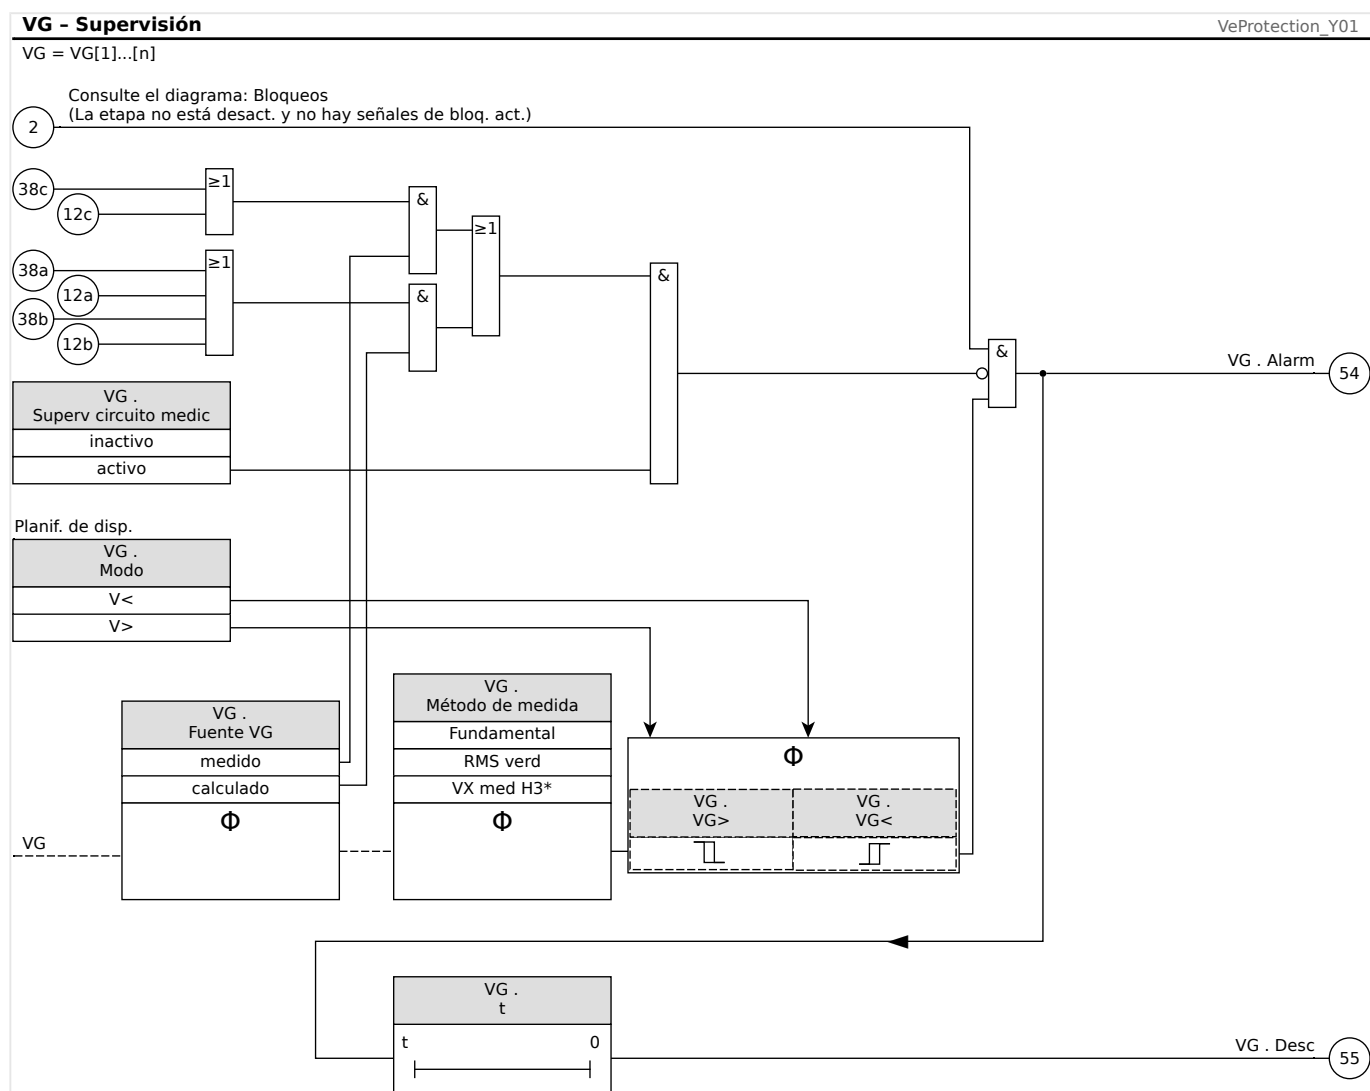 VG – Supervisión
VeProtection_Y01
VG = VG[1]...[n]
Consulte el diagrama: Bloqueos
(La etapa no está desact. y no hay señales de bloq. act.)
2
38c
12c
≥1
&
≥1
38a
12a
38b
12b
≥1
&
&
&
VG . Alarm
54
VG .
Superv circuito medic
inactivo
activo
Planif. de disp.
VG .
Modo
V<
V>
VG .
Fuente VG
medido
calculado
Φ
VG
VG .
Método de medida
Fundamental
RMS verd
VX med H3*
Φ
Φ
VG .
VG>
VG .
VG<
VG .
t
t
0
VG . Desc
55